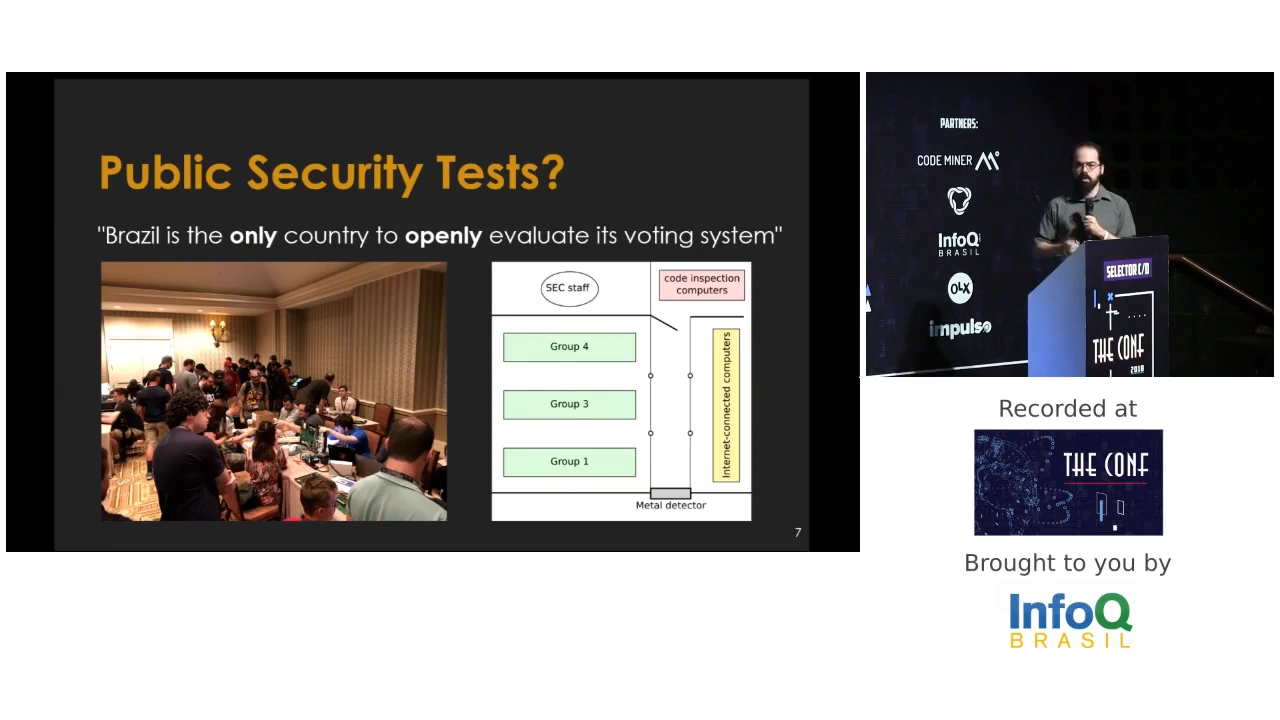 Public Security Tests?
"Brazil is the only country to openly evaluate its voting system"
SEC staff
code inspection
computers
Group 4
Group 3
Group 1
Internet-connected computers
Metal detector
7
PARTNERS:
CODE MINER
InfoQ
BRASIL
OLX
impulso
SELECTOR C/O
THE CONF
2018
Recorded at
THE CONF
Brought to you by
InfoQ
BRASIL